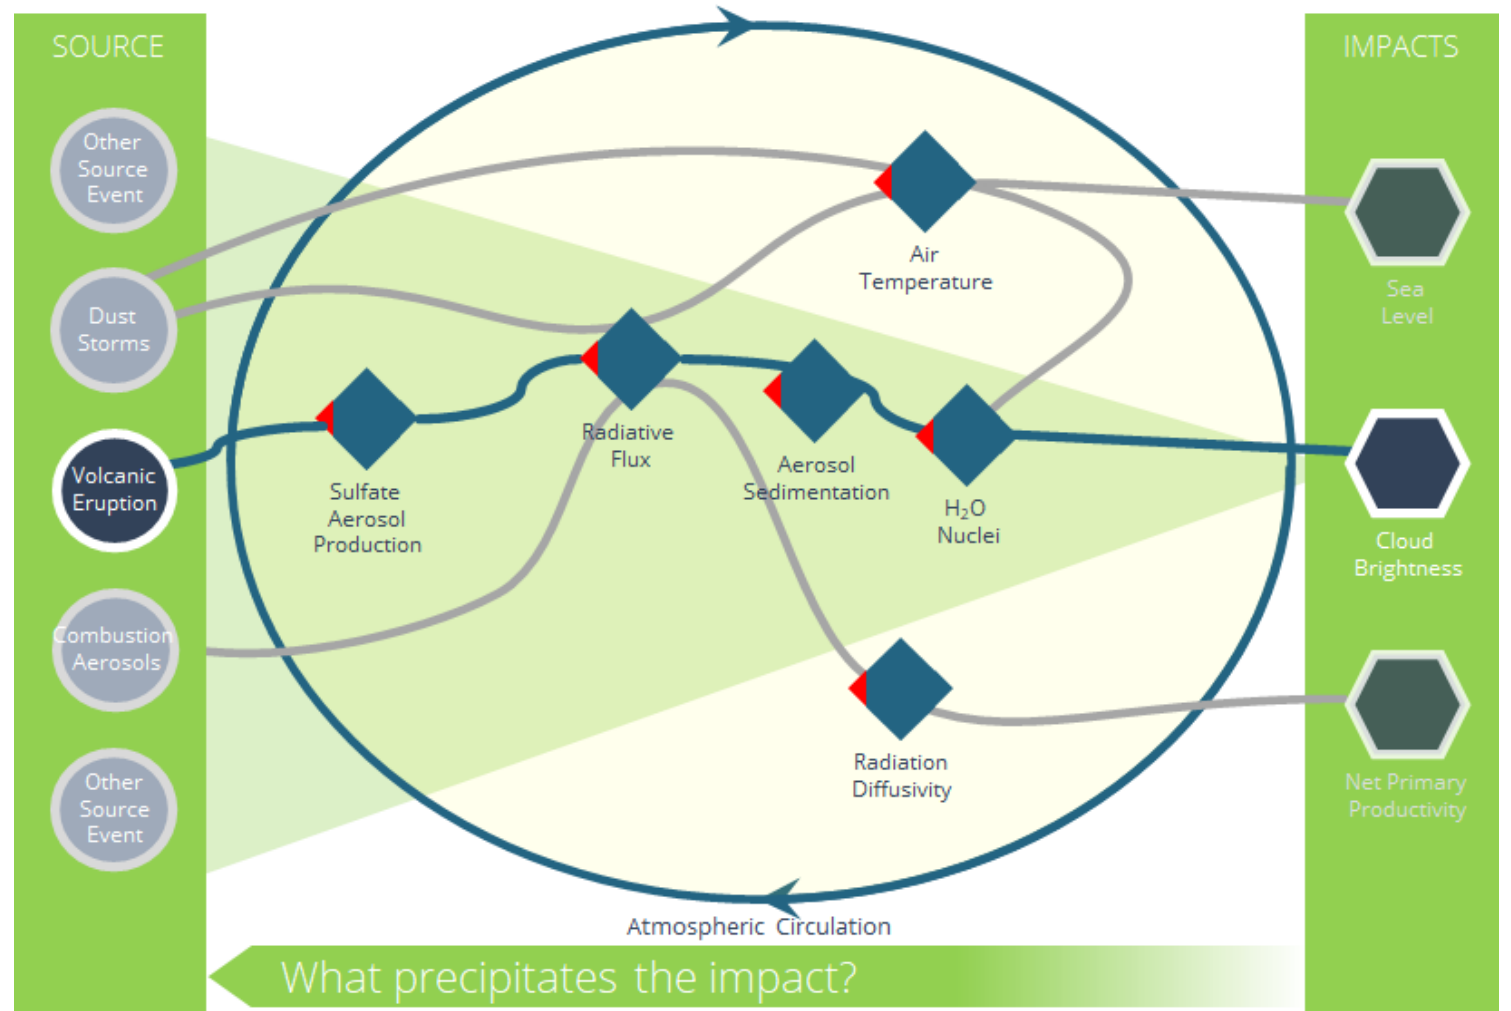 SOURCE
IMPACTS
Other
Source
Event
Dust
Storms
Volcanic
Eruption
Combustion
Aerosols
Other
Source
Event
Sulfate
Aerosol
Production
Radiative
Flux
Air
Temperature
Aerosol
Sedimentation
H₂O
Nuclei
Radiation
Diffusivity
Sea
Level
Cloud
Brightness
Net Primary
Productivity
Atmospheric Circulation
What precipitates the impact?